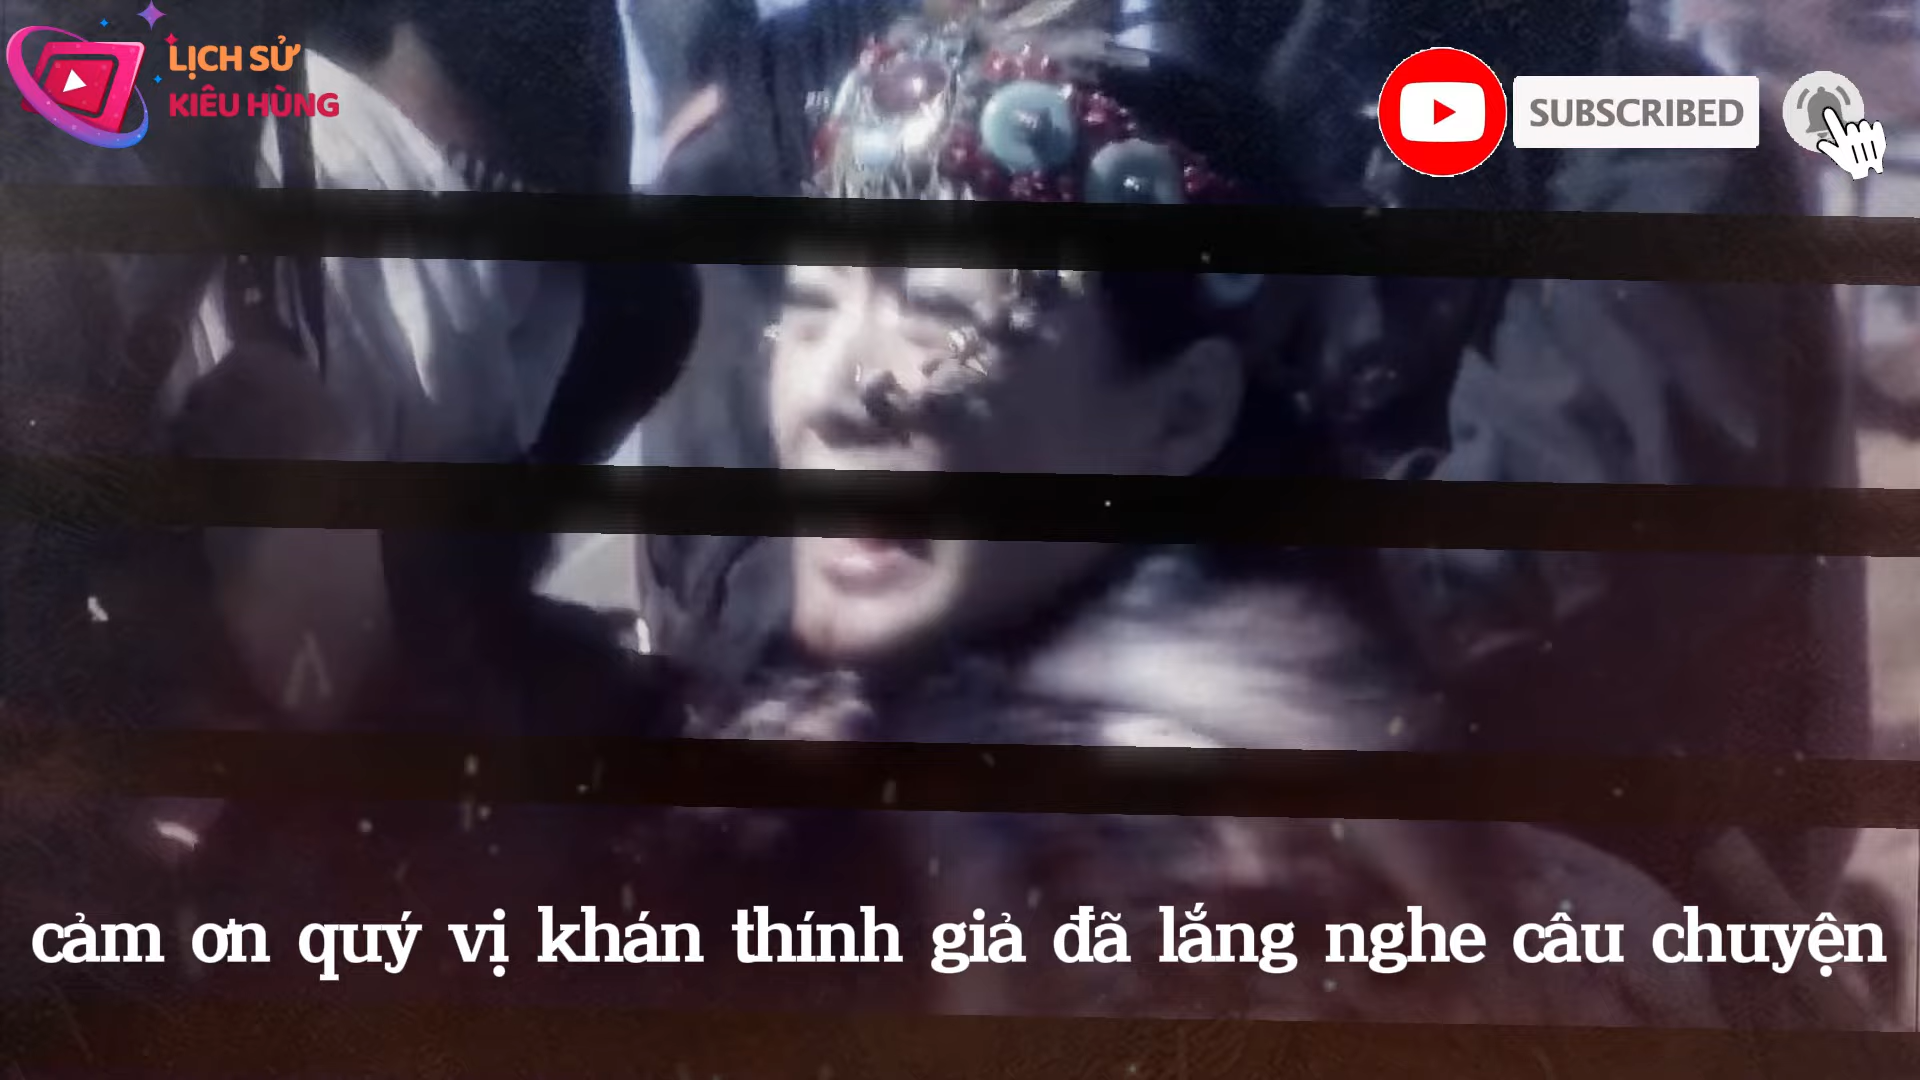 LỊCH SỬ
KIÊU HÙNG
SUBSCRIBED
cảm ơn quý vị khán thính giả đã lắng nghe câu chuyện